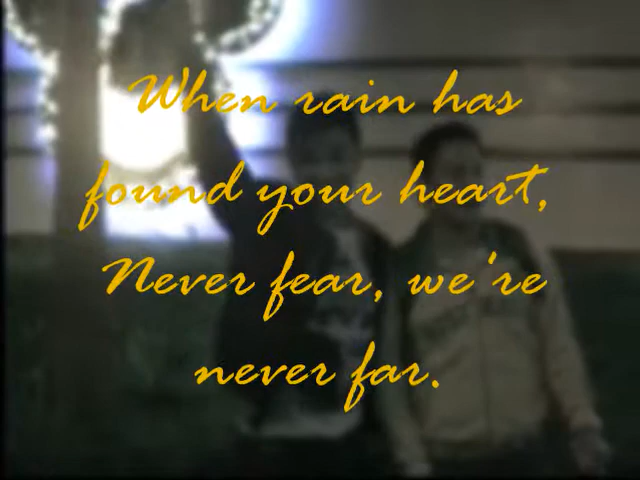 When rain has
found your heart,
Never fear, we're
never far.